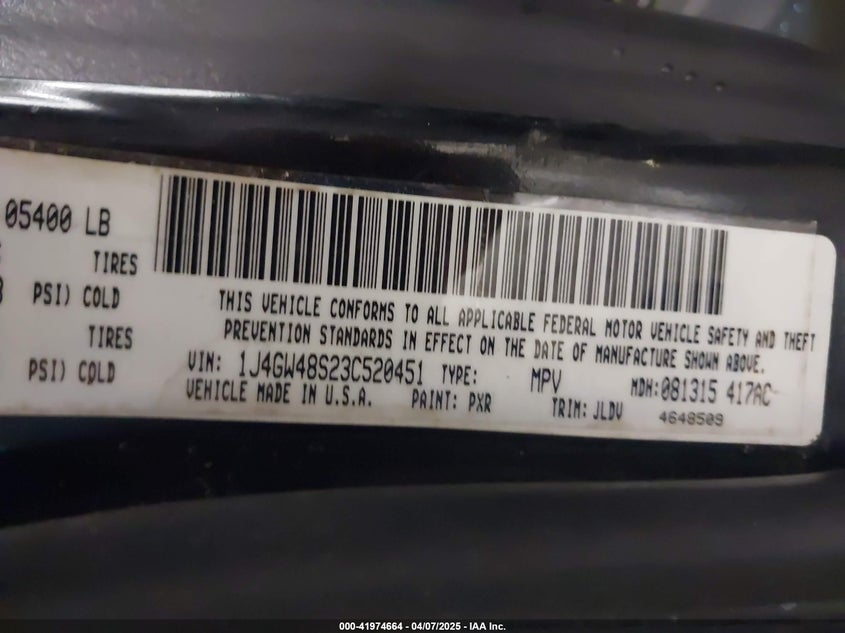 05400 LB
TIRES
PSI) COLD
TIRES
PSI) COLD
THIS VEHICLE CONFORMS TO ALL APPLICABLE FEDERAL MOTOR VEHICLE SAFETY AND THEFT
PREVENTION STANDARDS IN EFFECT ON THE DATE OF MANUFACTURE SHOWN ABOVE.
VIN: 1J4GW48S23C520451 TYPE: MPV MDH:081315 417AC
VEHICLE MADE IN U.S.A. PAINT: PXR TRIM: JLDV 4648509
000-41974664 - 04/07/2025 - IAA Inc.